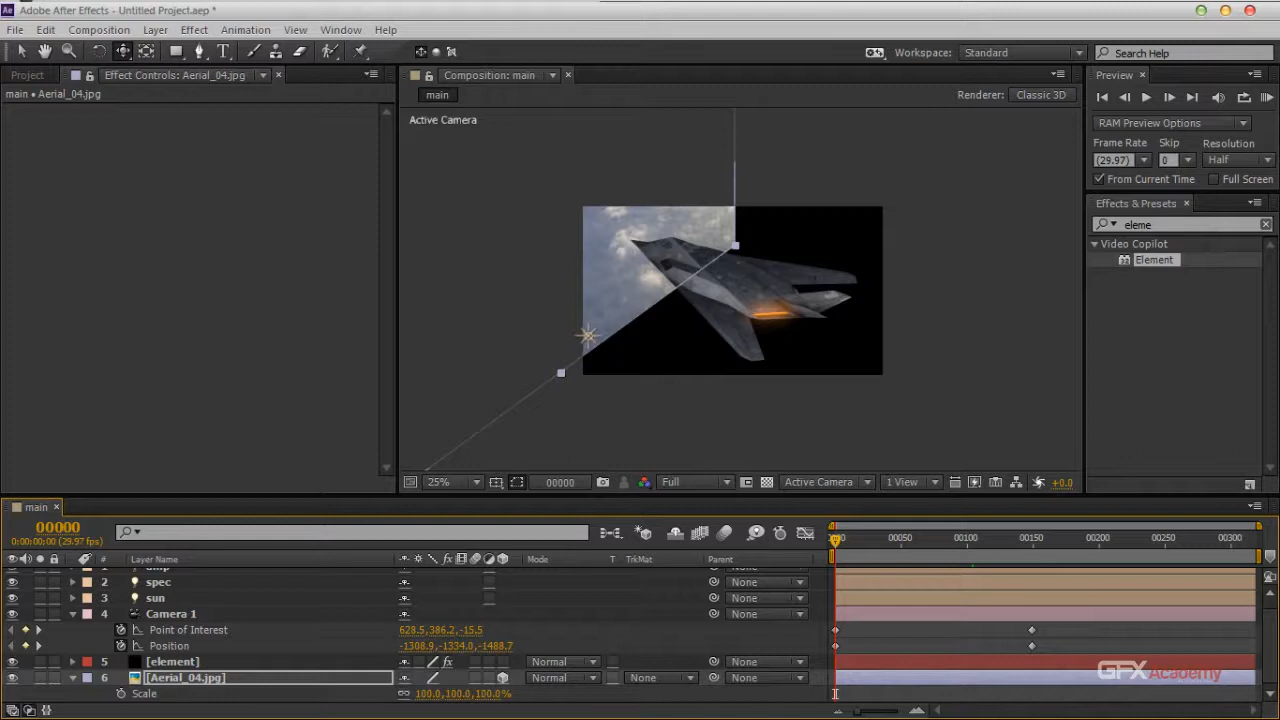 Adobe After Effects - Untitled Project.aep *
File Edit Composition Layer Effect Animation View Window Help
Workspace: Standard Search Help
Project Effect Controls: Aerial_04.jpg
main • Aerial_04.jpg
Composition: main
main
Renderer: Classic 3D
Active Camera
Preview
RAM Preview Options
Frame Rate Skip Resolution
(29.97) 0 Half
From Current Time Full Screen
Effects & Presets
eleme
Video Copilot
Element
25% 00000 Full Active Camera 1 View +0.0
main
00000
0:00:00:00 (29.97 fps)
# Layer Name Mode T TrkMat Parent
00050 00100 00150 00200 00250 00300
None
2 spec None
3 sun None
4 Camera 1 None
Point of Interest 628.5,386.2,-15.5
Position -1308.9,-1334.0,-1488.7
5 [element] Normal None
6 [Aerial_04.jpg] Normal None None
Scale 100.0,100.0,100.0%
GFX Academy